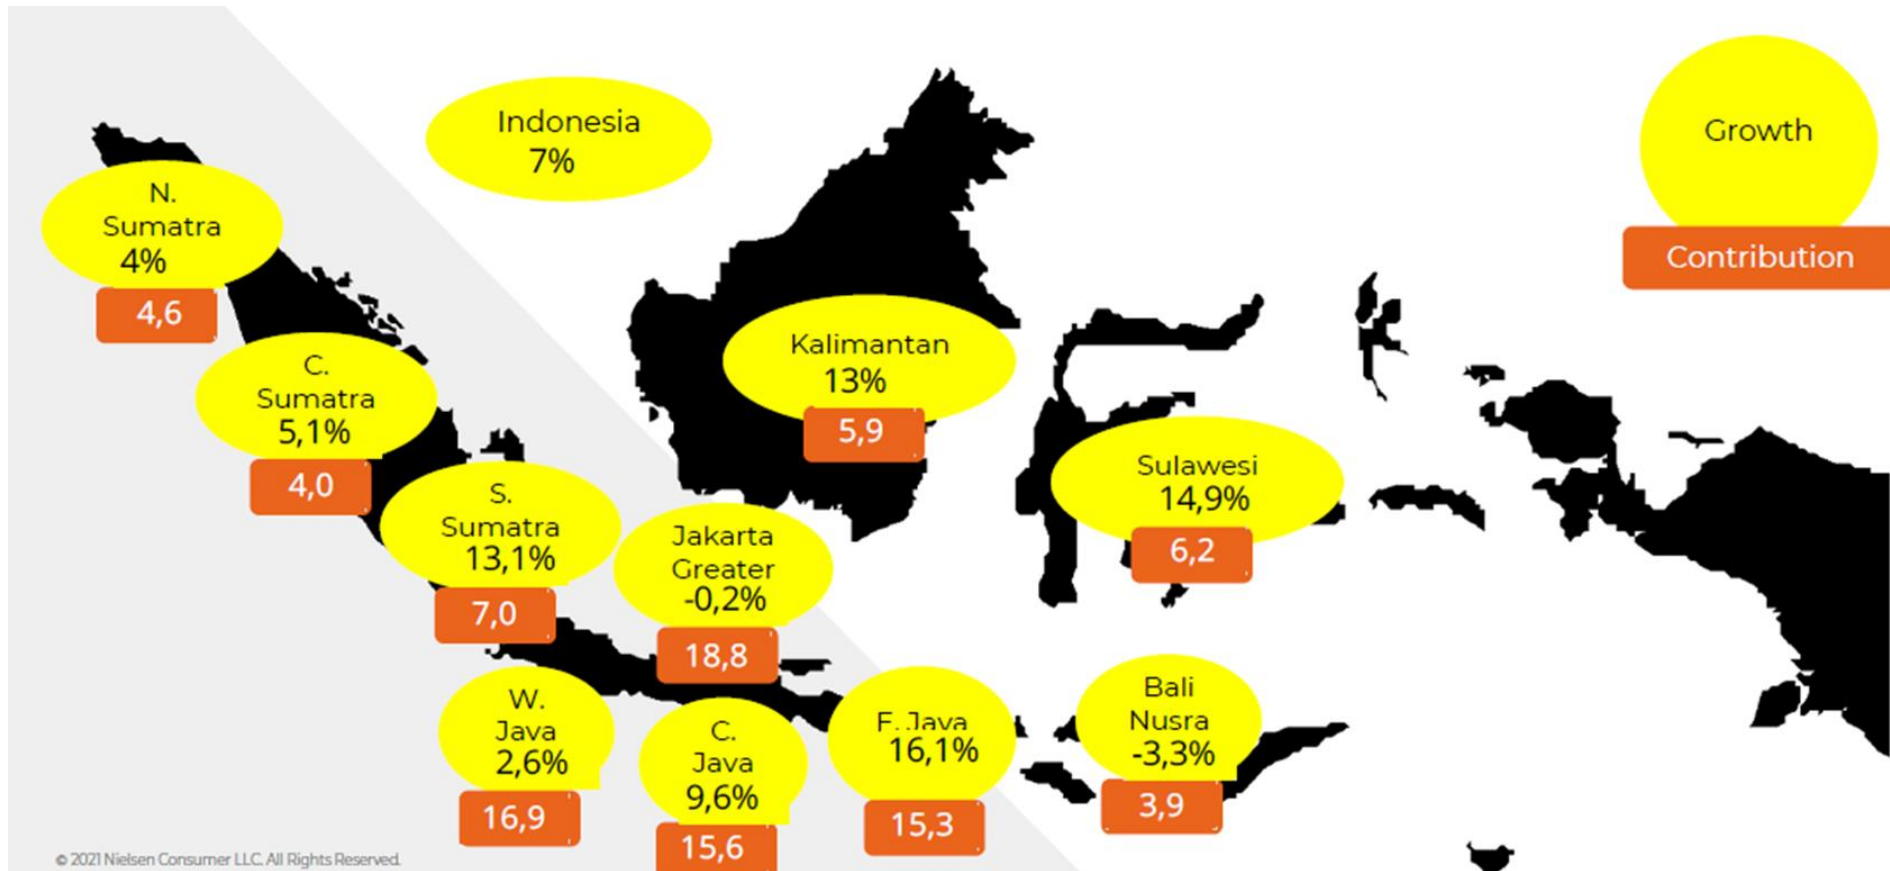 Indonesia
7%
Growth
Contribution
N.
Sumatra
4%
4,6
C.
Sumatra
5,1%
4,0
Kalimantan
13%
5,9
Sulawesi
14,9%
6,2
S.
Sumatra
13,1%
7,0
Jakarta
Greater
-0,2%
18,8
W.
Java
2,6%
16,9
C.
Java
9,6%
15,6
E. Java
16,1%
15,3
Bali
Nusra
-3,3%
3,9
© 2021 Nielsen Consumer LLC. All Rights Reserved.